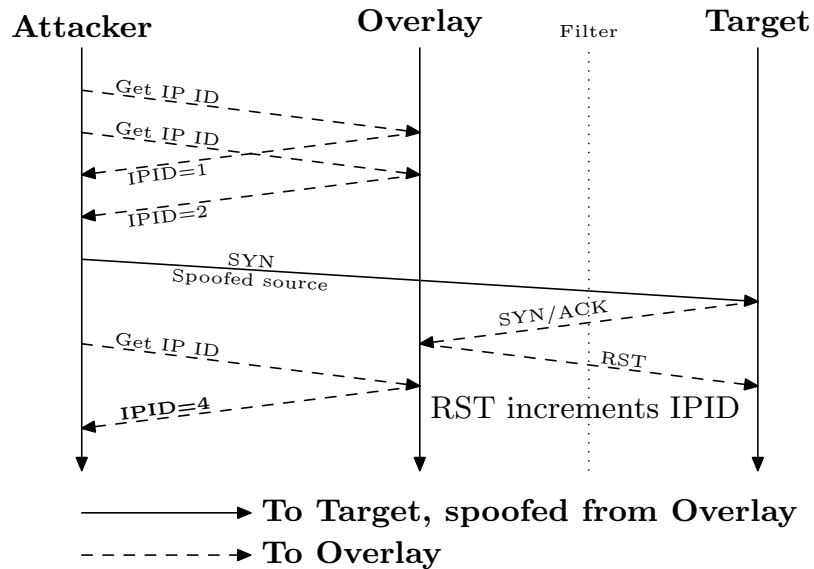 Attacker Overlay Filter Target
Get IP ID
Get IP ID
IPID=1
IPID=2
SYN
Spoofed source
SYN/ACK
Get IP ID
RST
IPID=4
RST increments IPID
To Target, spoofed from Overlay
To Overlay